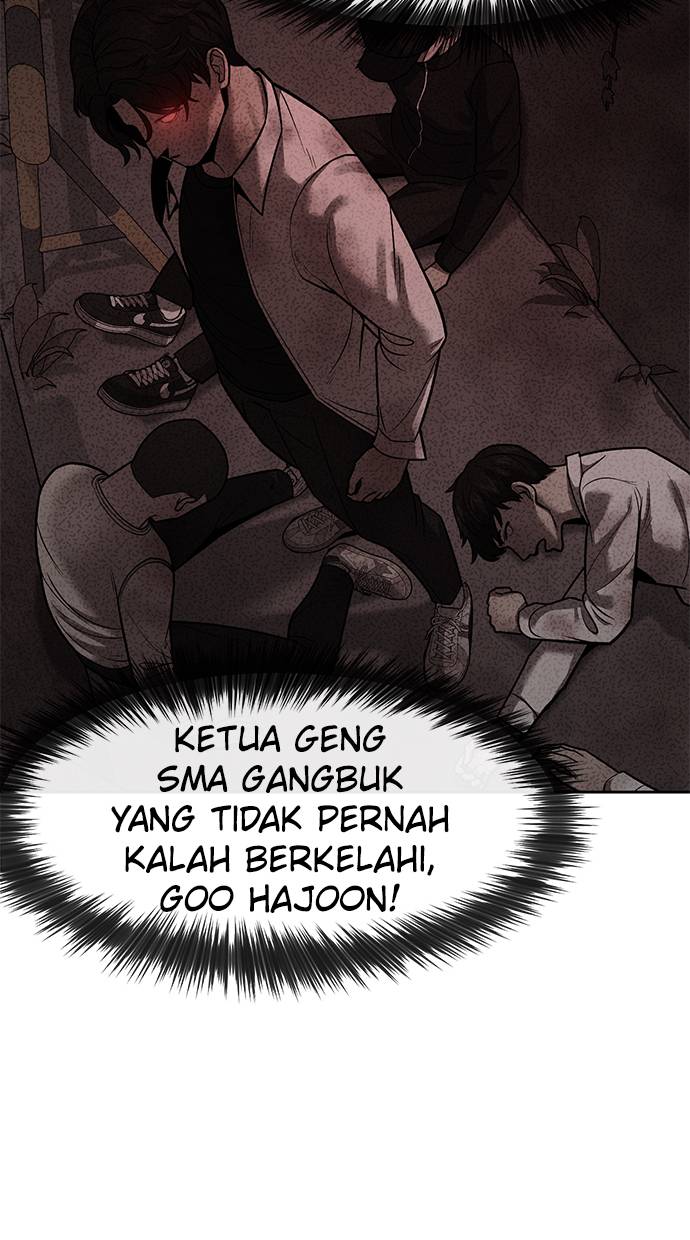 KETUA GENG
SMA GANGBUK
YANG TIDAK PERNAH
KALAH BERKELAHI,
GOO HAJOON!